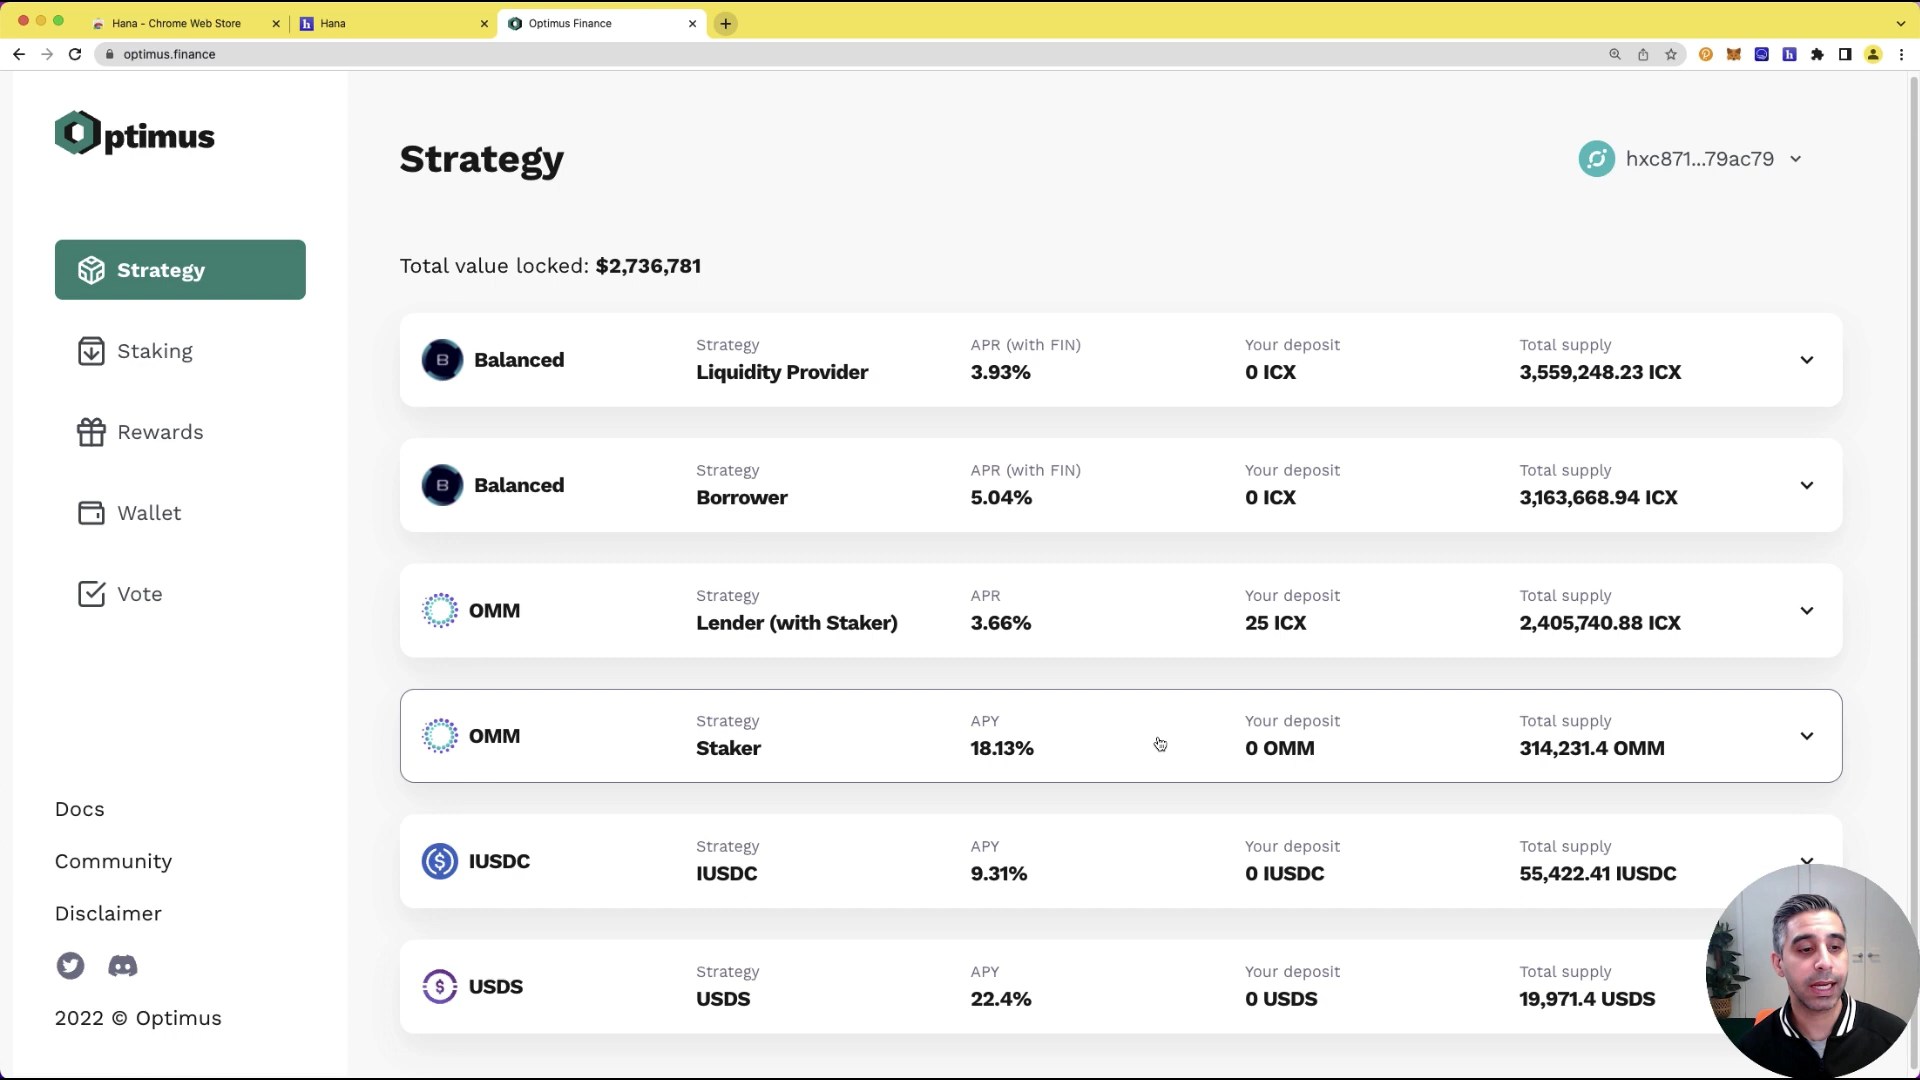 Hana - Chrome Web Store
Hana
Optimus Finance
optimus.finance
Optimus
Strategy
hxc871...79ac79
Total value locked: $2,736,781
Strategy
Staking
Rewards
Wallet
Vote
Docs
Community
Disclaimer
2022 © Optimus
Balanced
Strategy
Liquidity Provider
APR (with FIN)
3.93%
Your deposit
0 ICX
Total supply
3,559,248.23 ICX
Balanced
Strategy
Borrower
APR (with FIN)
5.04%
Your deposit
0 ICX
Total supply
3,163,668.94 ICX
OMM
Strategy
Lender (with Staker)
APR
3.66%
Your deposit
25 ICX
Total supply
2,405,740.88 ICX
OMM
Strategy
Staker
APY
18.13%
Your deposit
0 OMM
Total supply
314,231.4 OMM
IUSDC
Strategy
IUSDC
APY
9.31%
Your deposit
0 IUSDC
Total supply
55,422.41 IUSDC
USDS
Strategy
USDS
APY
22.4%
Your deposit
0 USDS
Total supply
19,971.4 USDS